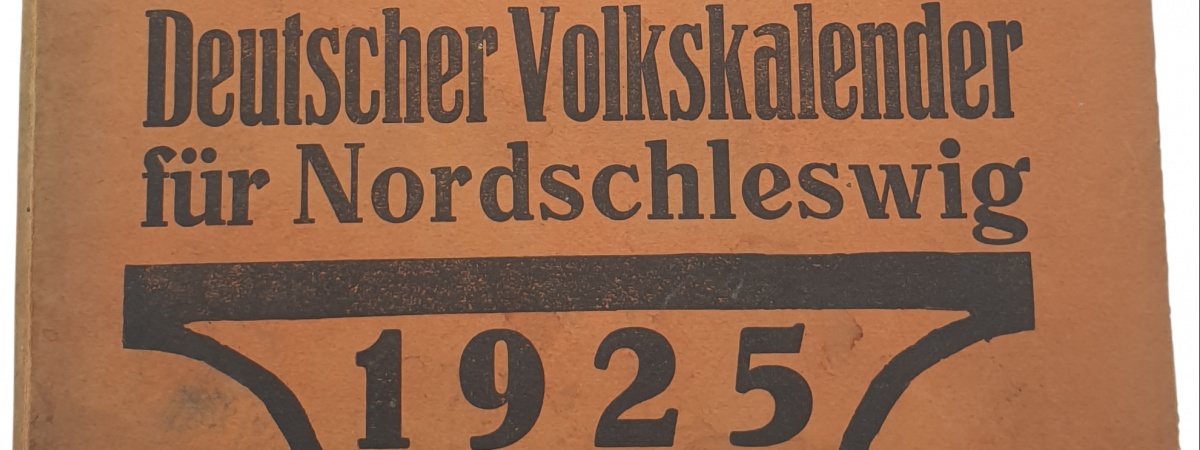 Deutscher Volkskalender
für Nordschleswig
1925